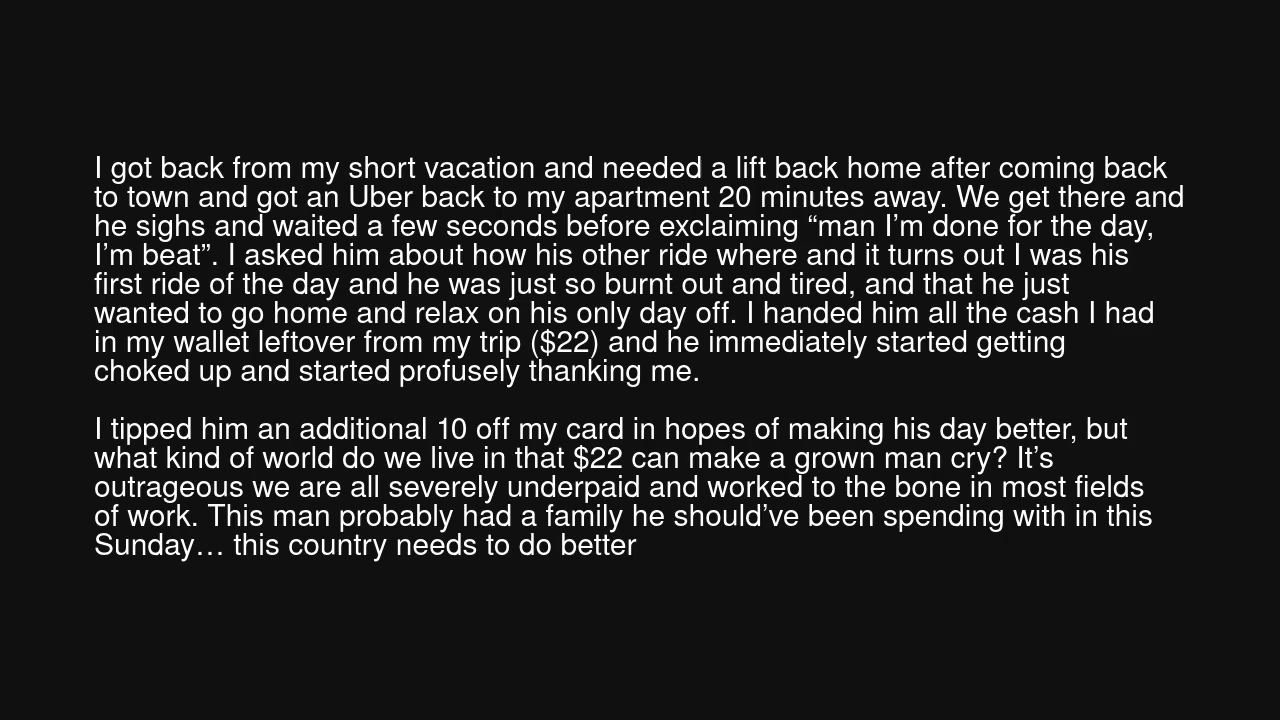 I got back from my short vacation and needed a lift back home after coming back
to town and got an Uber back to my apartment 20 minutes away. We get there and
he sighs and waited a few seconds before exclaiming “man I’m done for the day,
I’m beat”. I asked him about how his other ride where and it turns out I was his
first ride of the day and he was just so burnt out and tired, and that he just
wanted to go home and relax on his only day off. I handed him all the cash I had
in my wallet leftover from my trip ($22) and he immediately started getting
choked up and started profusely thanking me.
I tipped him an additional 10 off my card in hopes of making his day better, but
what kind of world do we live in that $22 can make a grown man cry? It’s
outrageous we are all severely underpaid and worked to the bone in most fields
of work. This man probably had a family he should’ve been spending with in this
Sunday… this country needs to do better